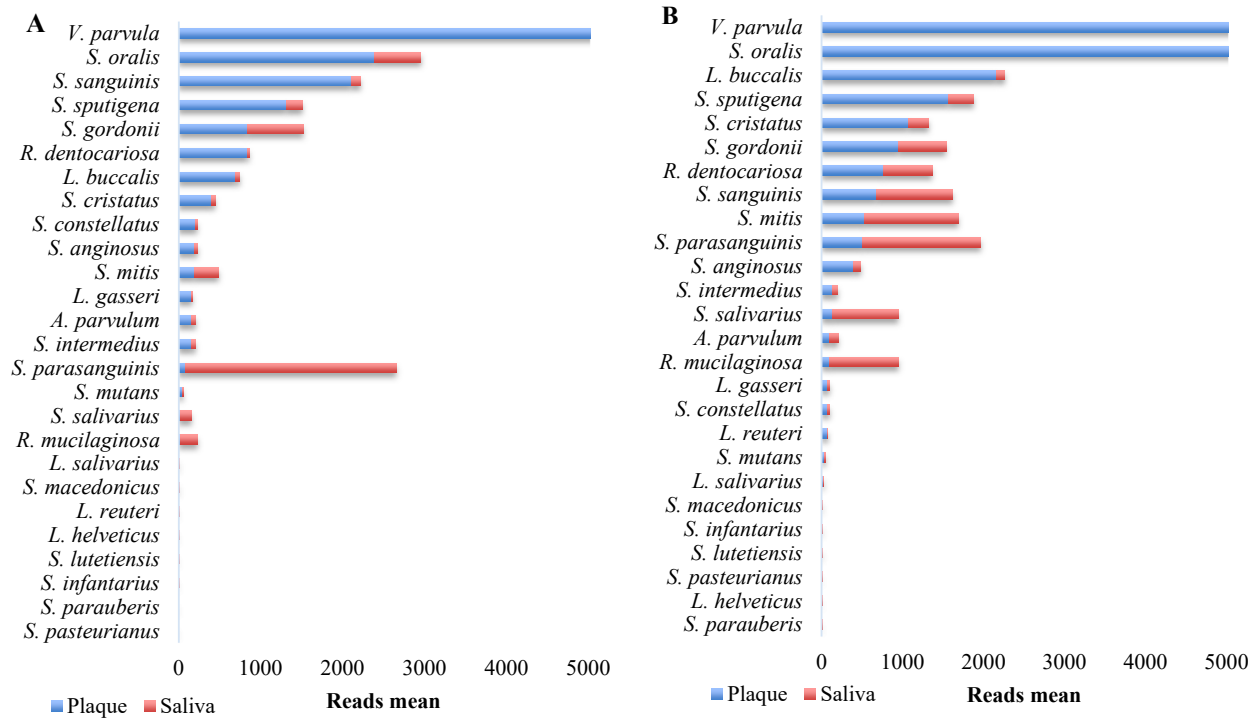 A
V. parvula
S. oralis
S. sanguinis
S. sputigena
S. gordonii
R. dentocariosa
L. buccalis
S. cristatus
S. constellatus
S. anginosus
S. mitis
L. gasseri
A. parvulum
S. intermedius
S. parasanguinis
S. mutans
S. salivarius
R. mucilaginosa
L. salivarius
S. macedonicus
L. reuteri
L. helveticus
S. lutetiensis
S. infantarius
S. parauberis
S. pasteurianus
0 1000 2000 3000 4000 5000
Reads mean
Plaque Saliva
B
V. parvula
S. oralis
L. buccalis
S. sputigena
S. cristatus
S. gordonii
R. dentocariosa
S. sanguinis
S. mitis
S. parasanguinis
S. anginosus
S. intermedius
S. salivarius
A. parvulum
R. mucilaginosa
L. gasseri
S. constellatus
L. reuteri
S. mutans
L. salivarius
S. macedonicus
S. infantarius
S. lutetiensis
S. pasteurianus
L. helveticus
S. parauberis
0 1000 2000 3000 4000 5000
Reads mean
Plaque Saliva